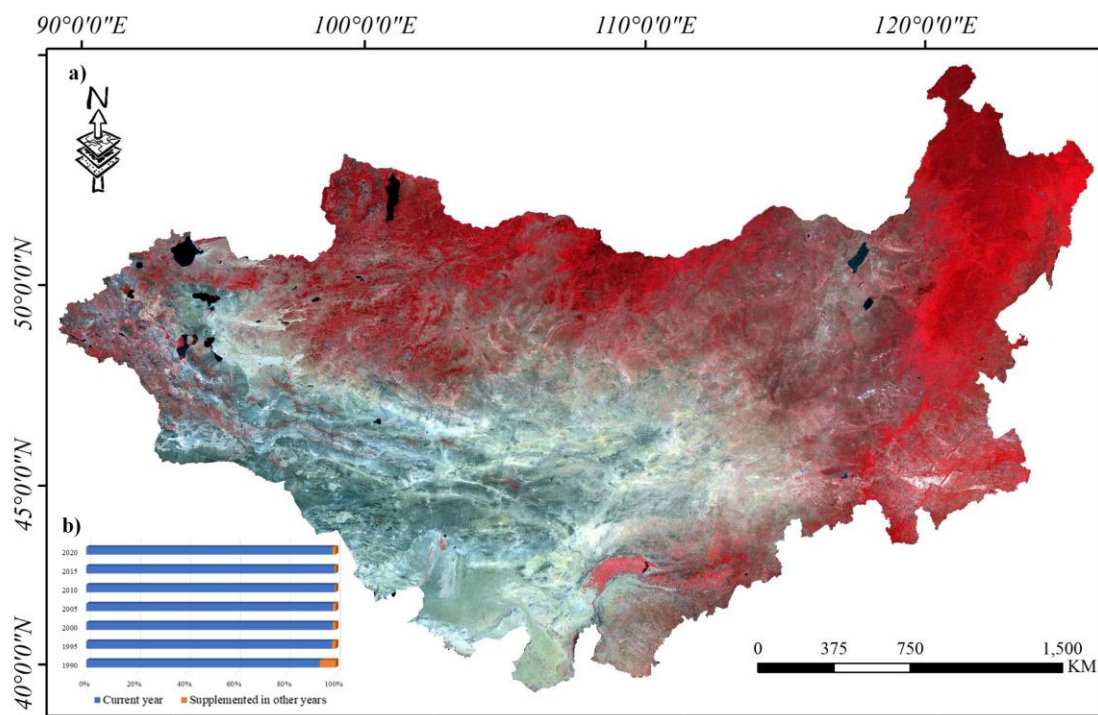 90°0'0"E 100°0'0"E 110°0'0"E 120°0'0"E
a)
N
50°0'0"N
45°0'0"N
40°0'0"N
b)
2020
2015
2010
2005
2000
1995
1990
0% 20% 40% 60% 80% 100%
Current year Supplemented in other years
0 375 750 1,500
KM